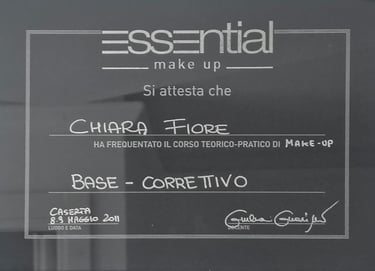 essential
make up
Si attesta che
CHIARA FIORE
HA FREQUENTATO IL CORSO TEORICO-PRATICO DI MAKE-UP
BASE - CORRETTIVO
CASERTA
8.9 MAGGIO 2011
LUOGO E DATA
DOCENTE